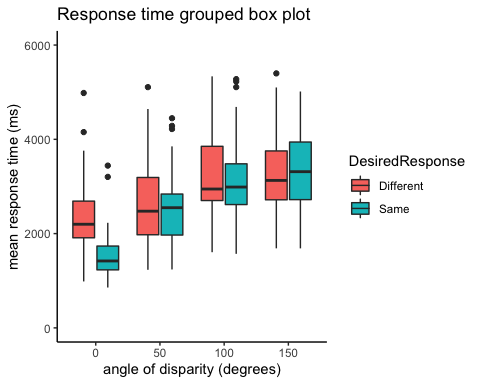 Response time grouped box plot
mean response time (ms)
6000
4000
2000
0
0
50
100
150
angle of disparity (degrees)
DesiredResponse
Different
Same